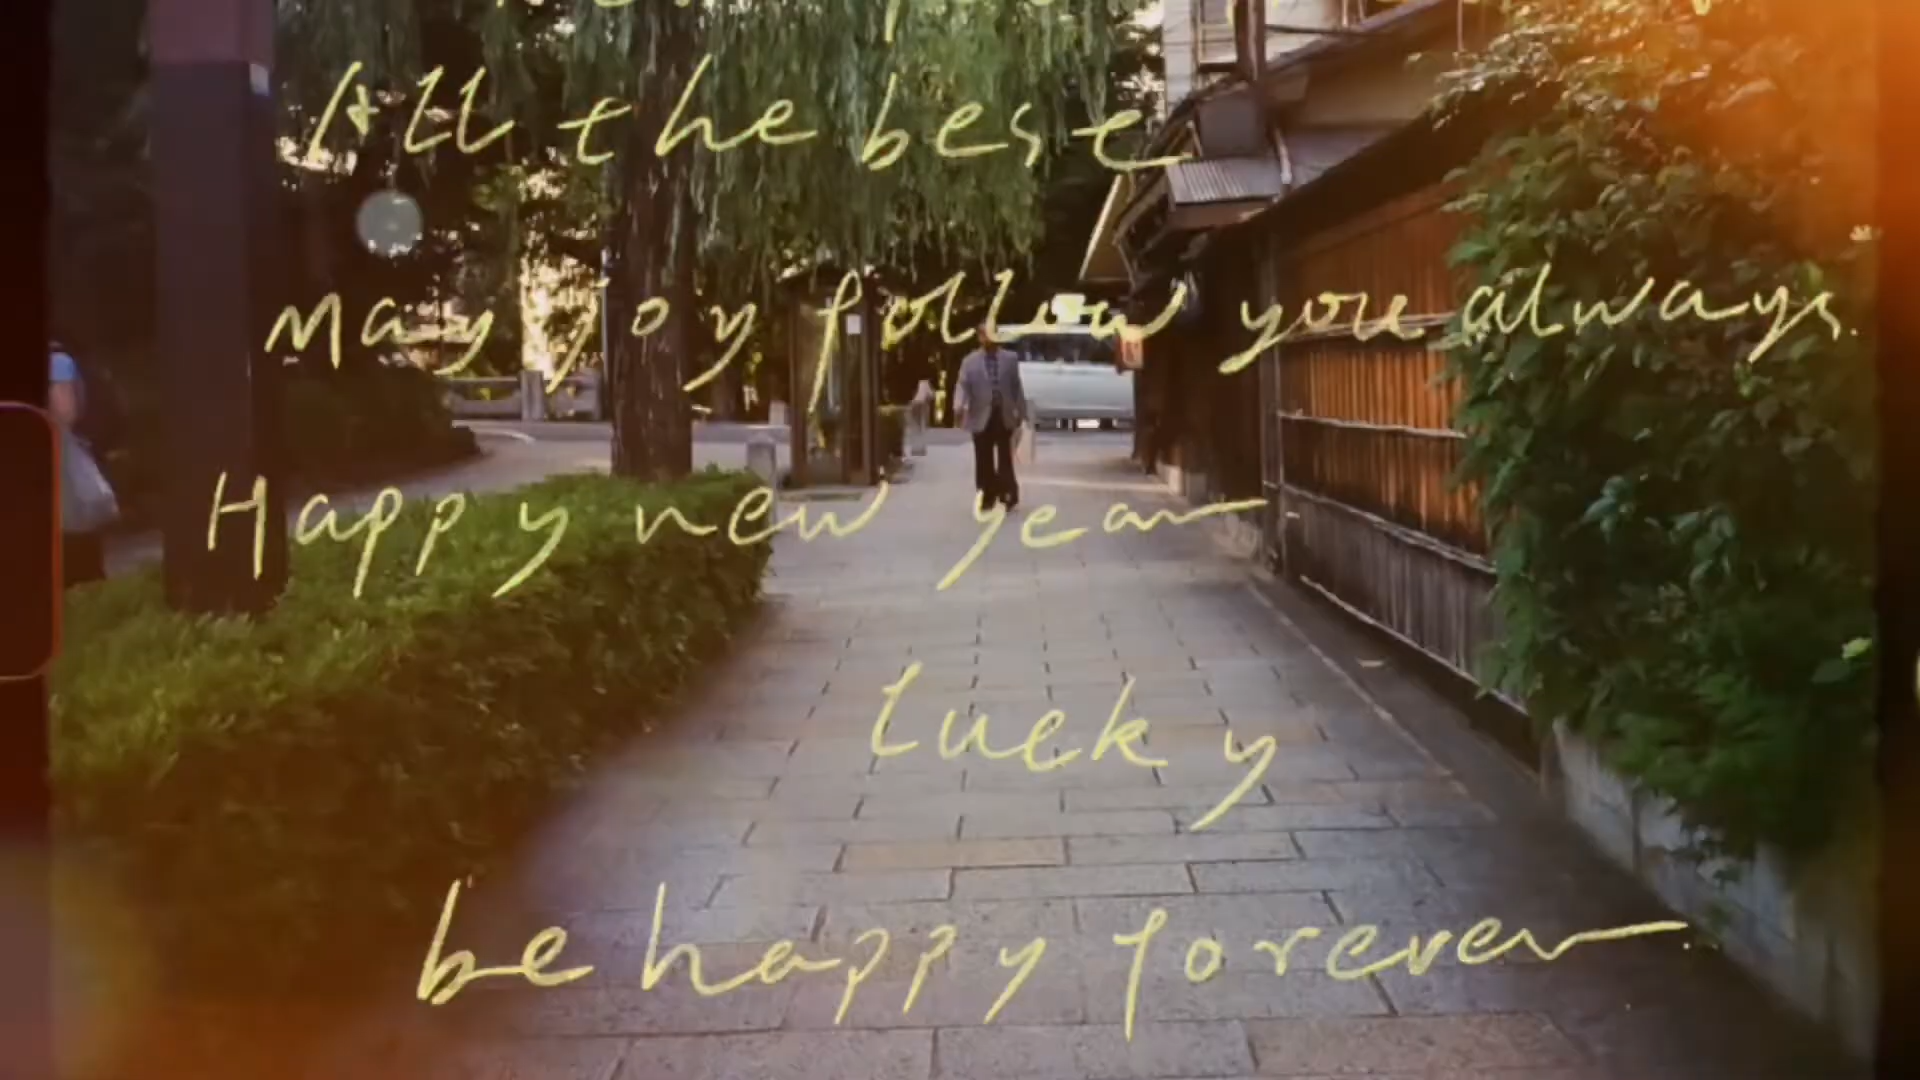 All the best
May joy follow you always.
Happy new year
lucky
be happy forever.